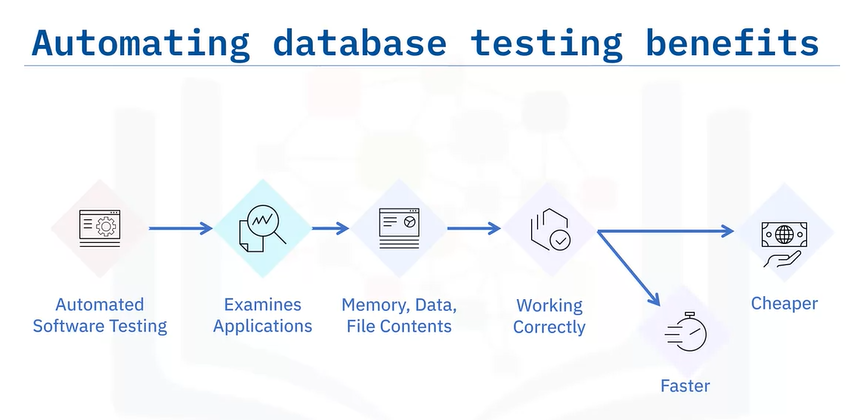 Automating database testing benefits
Automated
Software Testing
Examines
Applications
Memory, Data,
File Contents
Working
Correctly
Cheaper
Faster